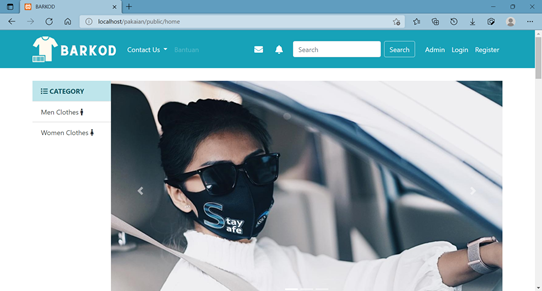 BARKOD
localhost/pakaian/public/home
BARKOD
Contact Us
Bantuan
Search
Search
Admin
Login
Register
CATEGORY
Men Clothes
Women Clothes
Stay
Safe